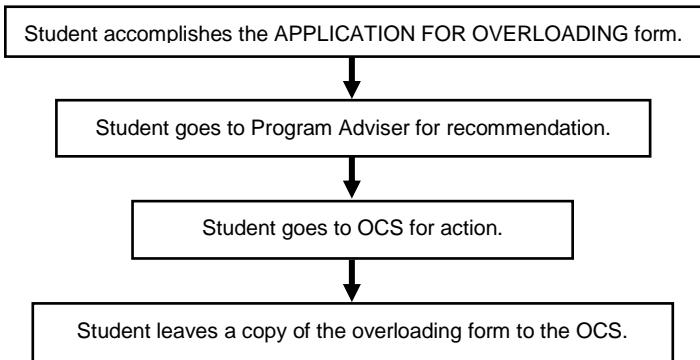 Student accomplishes the APPLICATION FOR OVERLOADING form.
Student goes to Program Adviser for recommendation.
Student goes to OCS for action.
Student leaves a copy of the overloading form to the OCS.